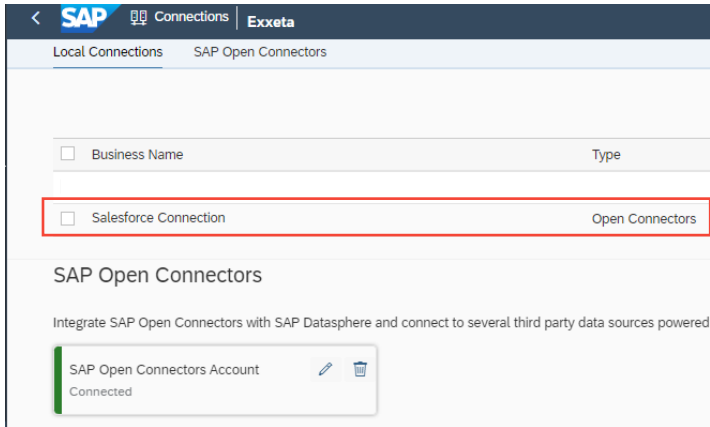 SAP Connections Exxeta
Local Connections SAP Open Connectors
Business Name Type
Salesforce Connection Open Connectors
SAP Open Connectors
Integrate SAP Open Connectors with SAP Datasphere and connect to several third party data sources powered
SAP Open Connectors Account
Connected